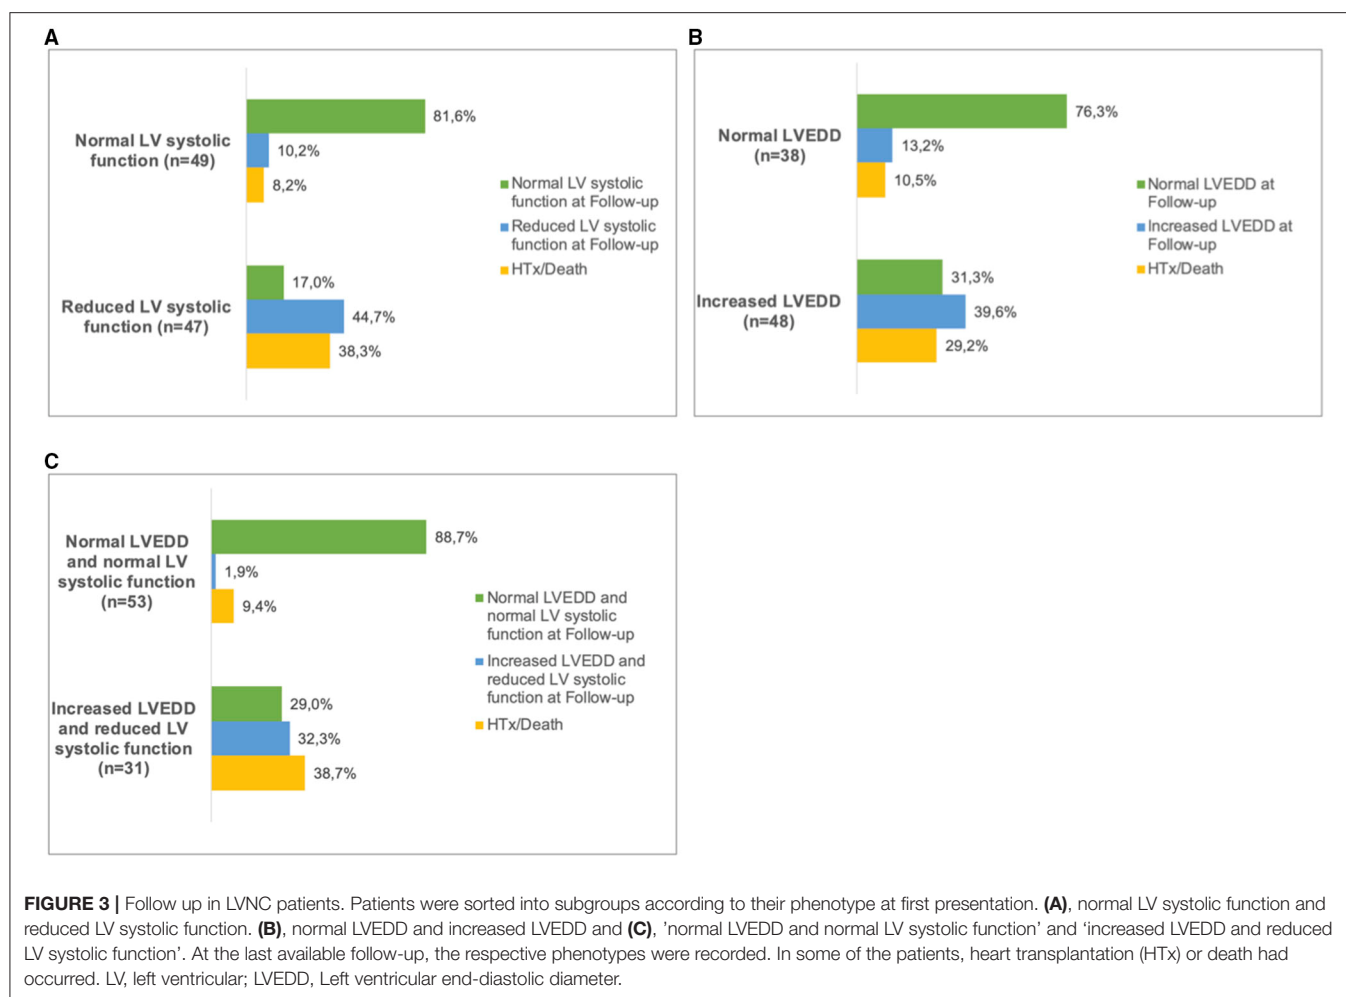 A
Normal LV systolic
function (n=49)
81,6%
10,2%
8,2%
Reduced LV systolic
function (n=47)
17,0%
44,7%
38,3%
Normal LV systolic
function at Follow-up
Reduced LV systolic
function at Follow-up
HTx/Death
B
Normal LVEDD
(n=38)
76,3%
13,2%
10,5%
Increased LVEDD
(n=48)
31,3%
39,6%
29,2%
Normal LVEDD at
Follow-up
Increased LVEDD at
Follow-up
HTx/Death
C
Normal LVEDD
and normal LV
systolic function
(n=53)
88,7%
1,9%
9,4%
Increased LVEDD
and reduced LV
systolic function
(n=31)
29,0%
32,3%
38,7%
Normal LVEDD and
normal LV systolic
function at Follow-up
Increased LVEDD and
reduced LV systolic
function at Follow-up
HTx/Death
FIGURE 3 | Follow up in LVNC patients. Patients were sorted into subgroups according to their phenotype at first presentation. (A), normal LV systolic function and
reduced LV systolic function. (B), normal LVEDD and increased LVEDD and (C), 'normal LVEDD and normal LV systolic function' and 'increased LVEDD and reduced
LV systolic function'. At the last available follow-up, the respective phenotypes were recorded. In some of the patients, heart transplantation (HTx) or death had
occurred. LV, left ventricular; LVEDD, Left ventricular end-diastolic diameter.